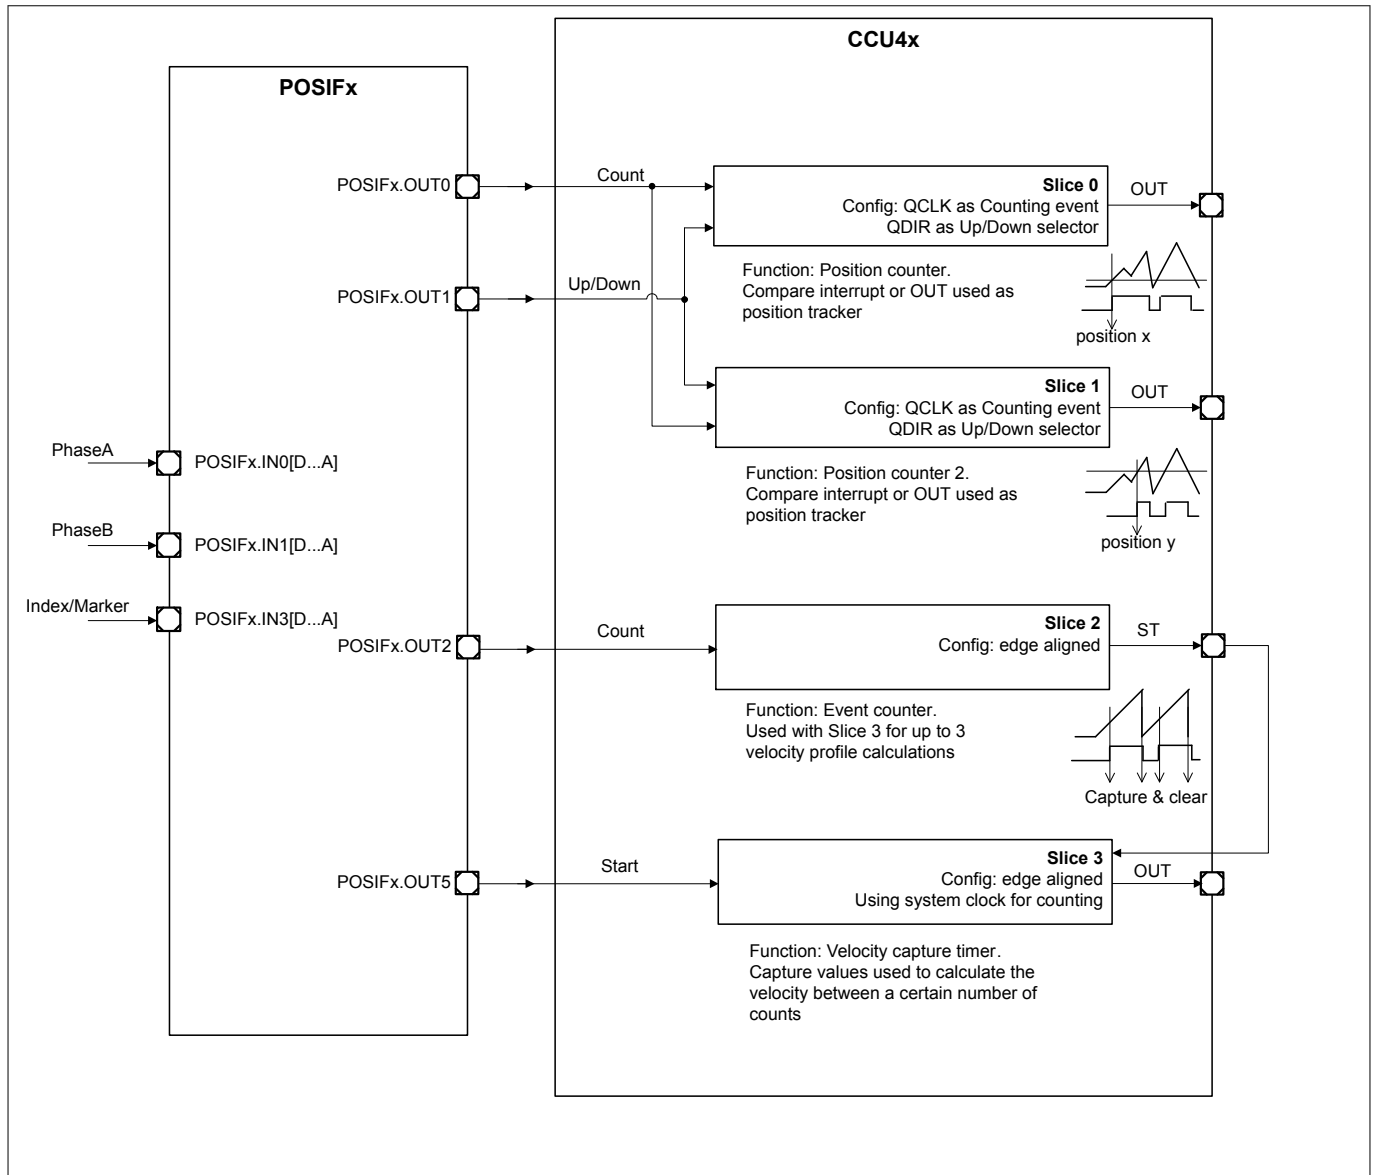 CCU4x
POSIFx
POSIFx.OUT0
Count
Slice 0
Config: QCLK as Counting event
QDIR as Up/Down selector
OUT
POSIFx.OUT1
Up/Down
Function: Position counter.
Compare interrupt or OUT used as
position tracker
position x
Slice 1
Config: QCLK as Counting event
QDIR as Up/Down selector
OUT
PhaseA
POSIFx.IN0[D...A]
Function: Position counter 2.
Compare interrupt or OUT used as
position tracker
position y
PhaseB
POSIFx.IN1[D...A]
Index/Marker
POSIFx.IN3[D...A]
POSIFx.OUT2
Count
Slice 2
Config: edge aligned
ST
Function: Event counter.
Used with Slice 3 for up to 3
velocity profile calculations
Capture & clear
POSIFx.OUT5
Start
Slice 3
Config: edge aligned
Using system clock for counting
OUT
Function: Velocity capture timer.
Capture values used to calculate the
velocity between a certain number of
counts